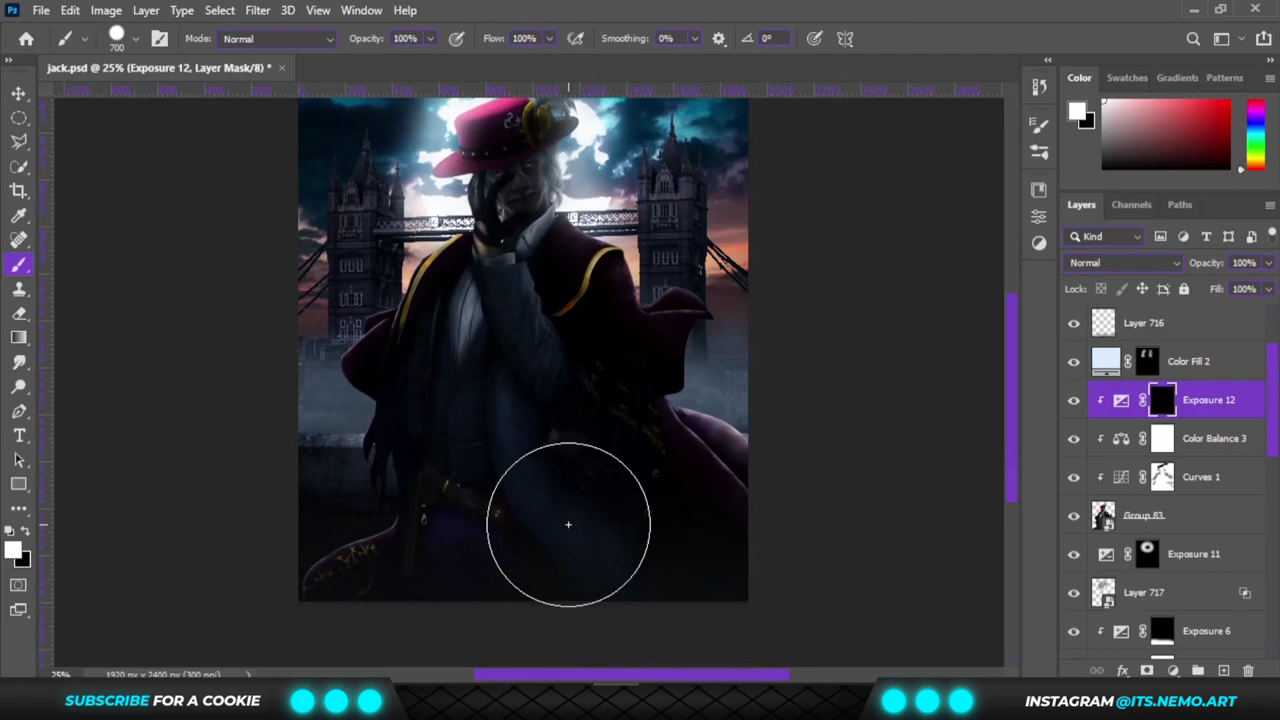 Ps File Edit Image Layer Type Select Filter 3D View Window Help
700 Mode: Normal Opacity: 100% Flow: 100% Smoothing: 0% 0°
jack.psd @ 25% (Exposure 12, Layer Mask/8) *
Color Swatches Gradients Patterns
Layers Channels Paths
Kind
Normal Opacity: 100%
Lock: Fill: 100%
Layer 716
Color Fill 2
Exposure 12
Color Balance 3
Curves 1
Group 83
Exposure 11
Layer 717
Exposure 6
25% 1920 px x 2400 px (300 ppi)
SUBSCRIBE FOR A COOKIE
INSTAGRAM @ITS.NEMO.ART